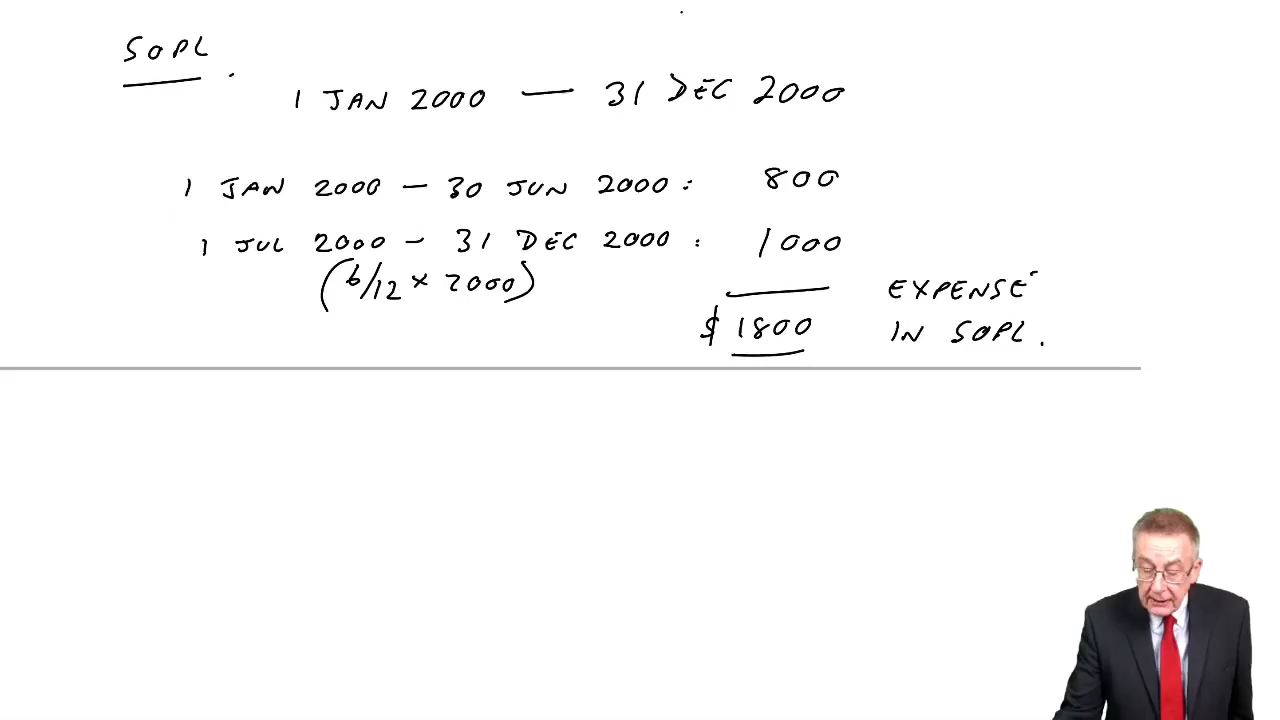 SOPL.
1 JAN 2000 — 31 DEC 2000
1 JAN 2000 — 30 JUN 2000: 800
1 JUL 2000 — 31 DEC 2000: 1000
(6/12 × 2000)
$1800 EXPENSE IN SOPL.